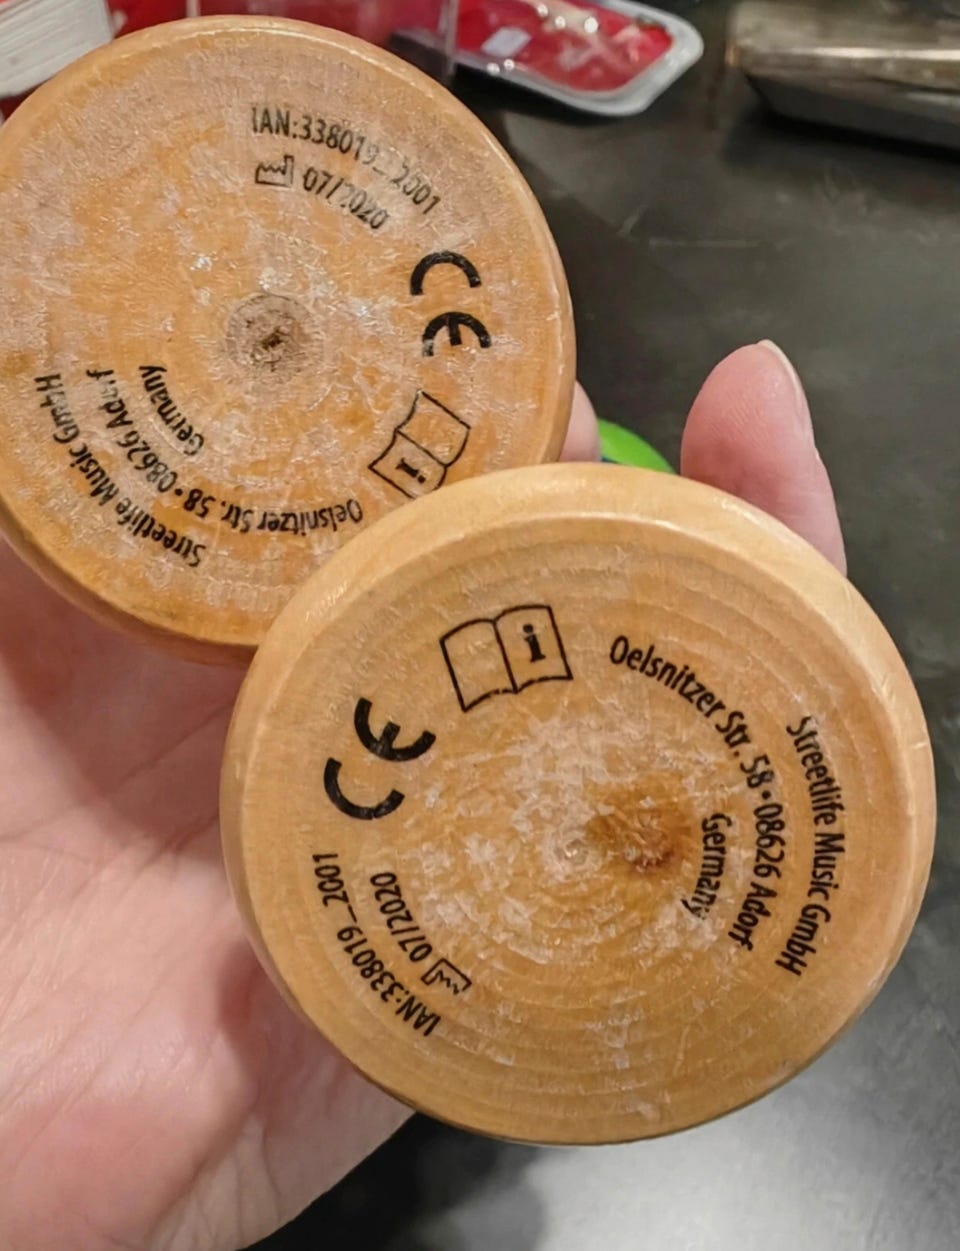 IAN:338019_2001
07/2020
CE
i
Streetlife Music GmbH
Oelsnitzer Str. 58 • 08626 Adorf
Germany
i
Oelsnitzer Str. 58 • 08626 Adorf
Streetlife Music GmbH
Germany
CE
07/2020
IAN:338019_2001